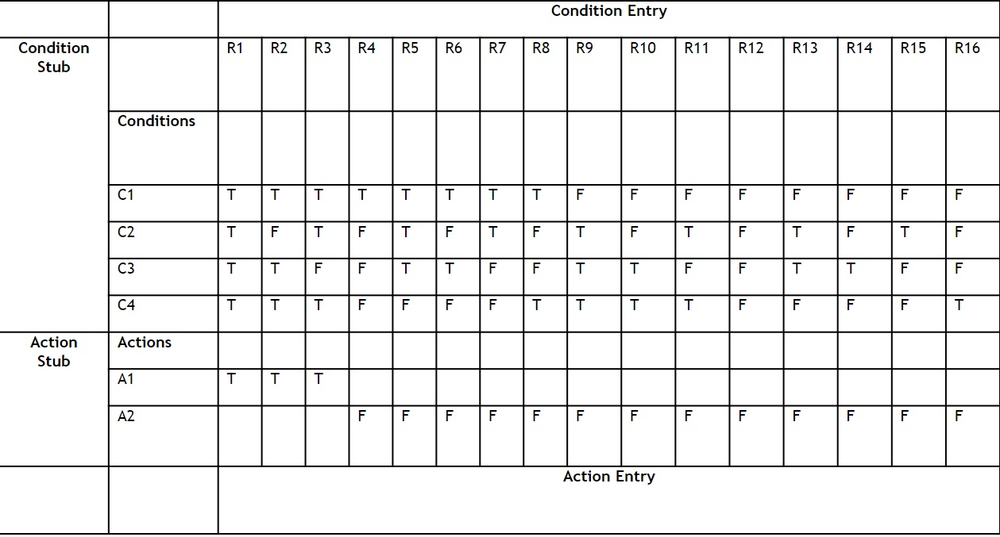 Condition Entry
Condition
Stub
R1 R2 R3 R4 R5 R6 R7 R8 R9 R10 R11 R12 R13 R14 R15 R16
Conditions
C1 T T T T T T T T F F F F F F F F
C2 T F T F T F T F T F T F T F T F
C3 T T F F T T F F T T F F T T F F
C4 T T T F F F F T T T T F F F F T
Action
Stub
Actions
A1 T T T
A2 F F F F F F F F F F F F F
Action Entry